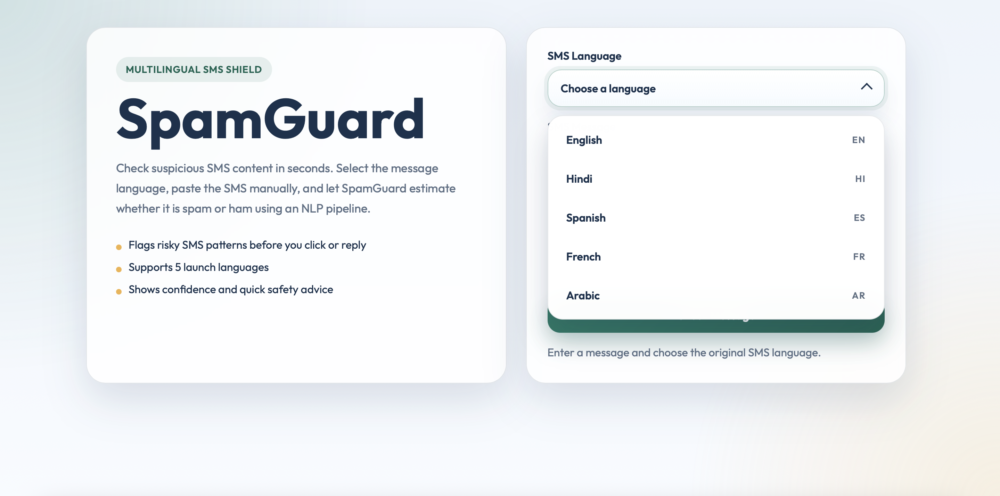 MULTILINGUAL SMS SHIELD
SpamGuard
Check suspicious SMS content in seconds. Select the message
language, paste the SMS manually, and let SpamGuard estimate
whether it is spam or ham using an NLP pipeline.
Flags risky SMS patterns before you click or reply
Supports 5 launch languages
Shows confidence and quick safety advice
SMS Language
Choose a language
English EN
Hindi HI
Spanish ES
French FR
Arabic AR
Enter a message and choose the original SMS language.